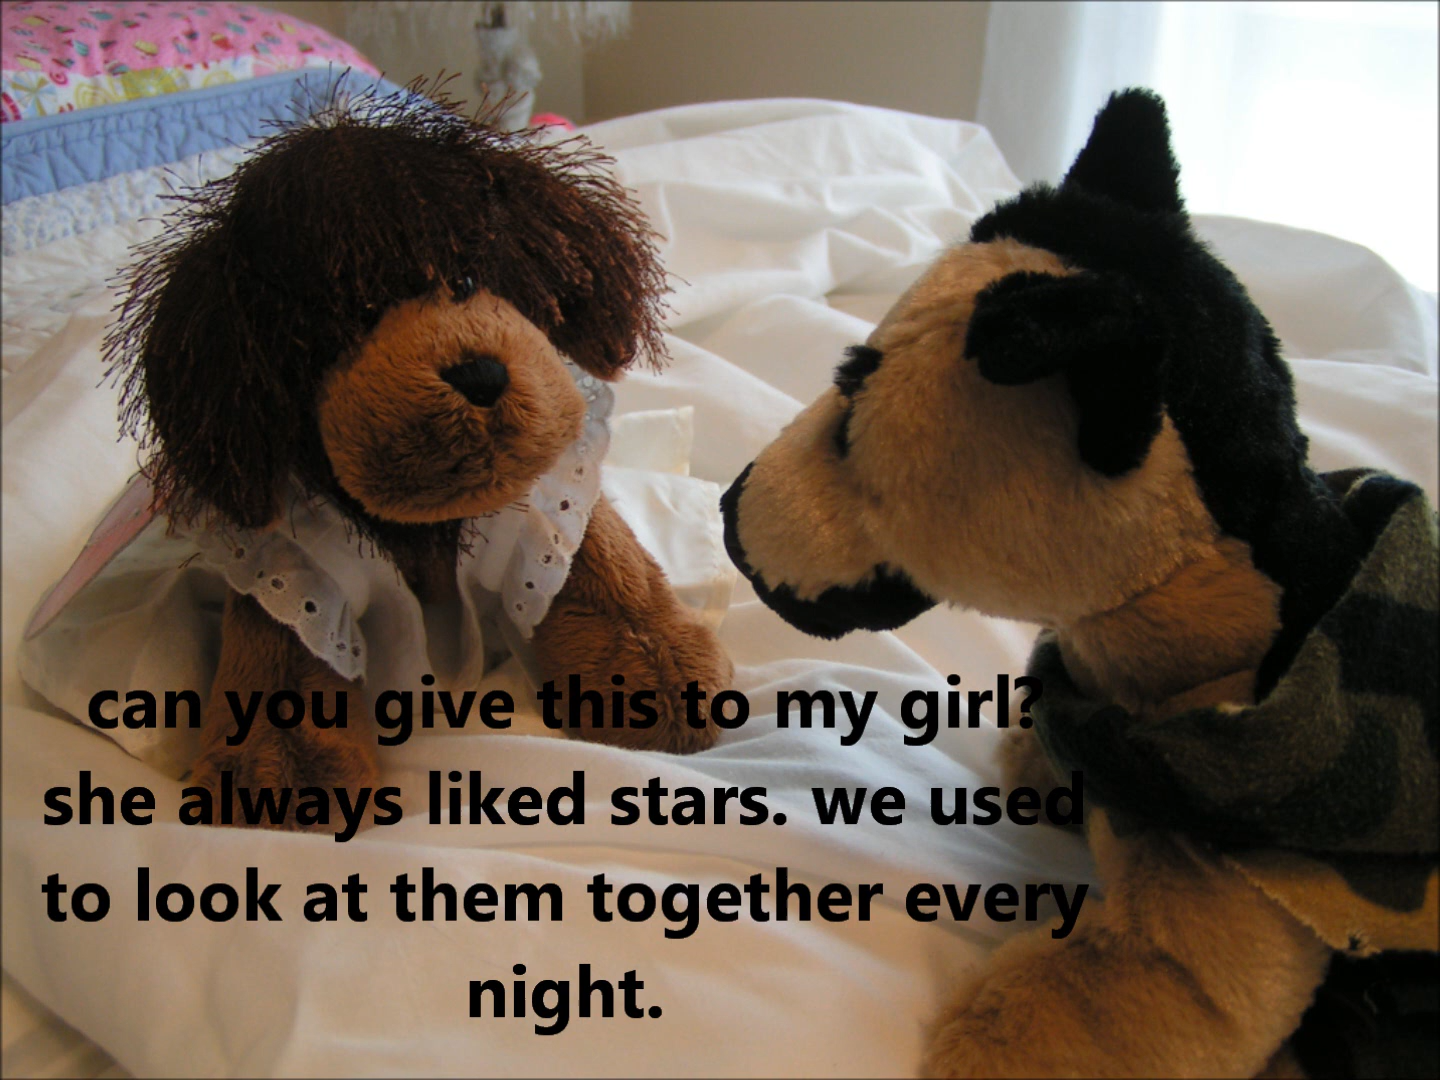 can you give this to my girl?
she always liked stars. we used
to look at them together every
night.